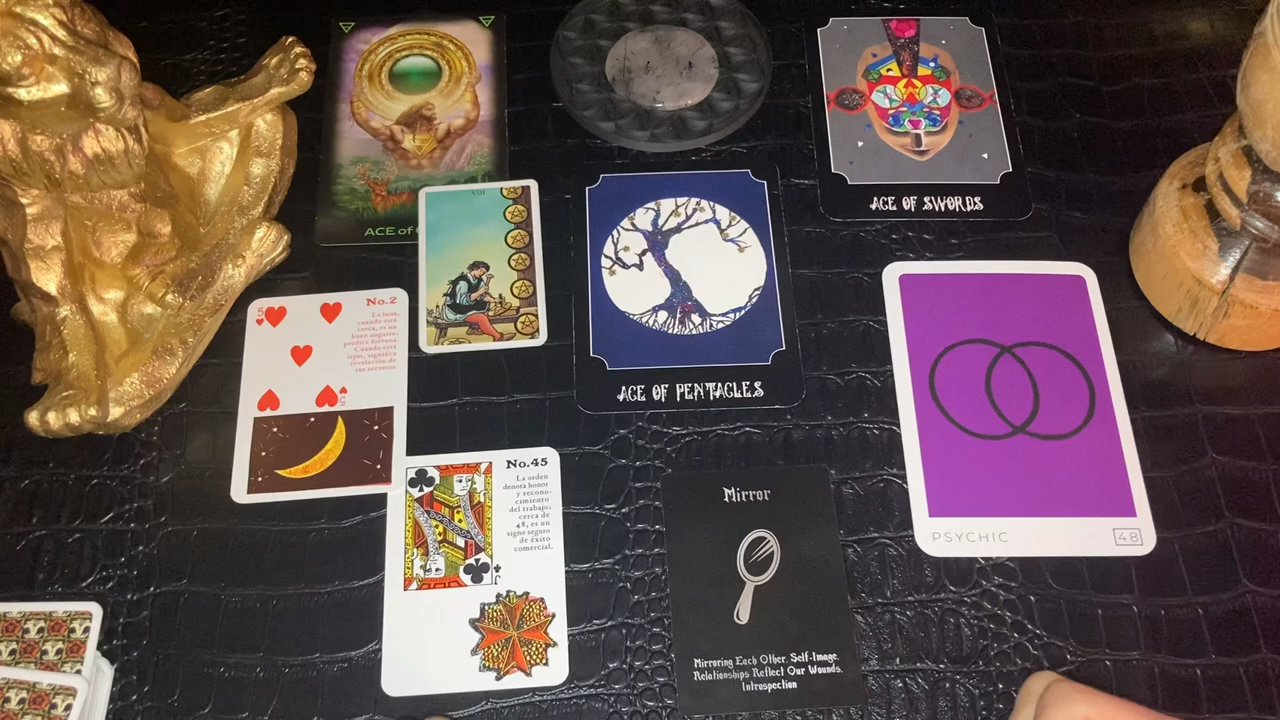 ACE of
ACE OF SWORDS
VIII
ACE OF PENTACLES
5
No.2
La luna,
cuando está
cerca, es un
buen augurio:
predice fortuna.
Cuando está
lejos, significa
revelación de
sus secretos.
5
No.45
La orden
denota honor
y recono-
cimiento
del trabajo;
cerca de
48, es un
signo seguro
de éxito
comercial.
J
Mirror
Mirroring Each Other. Self-Image.
Relationships Reflect Our Wounds.
Introspection
PSYCHIC
48